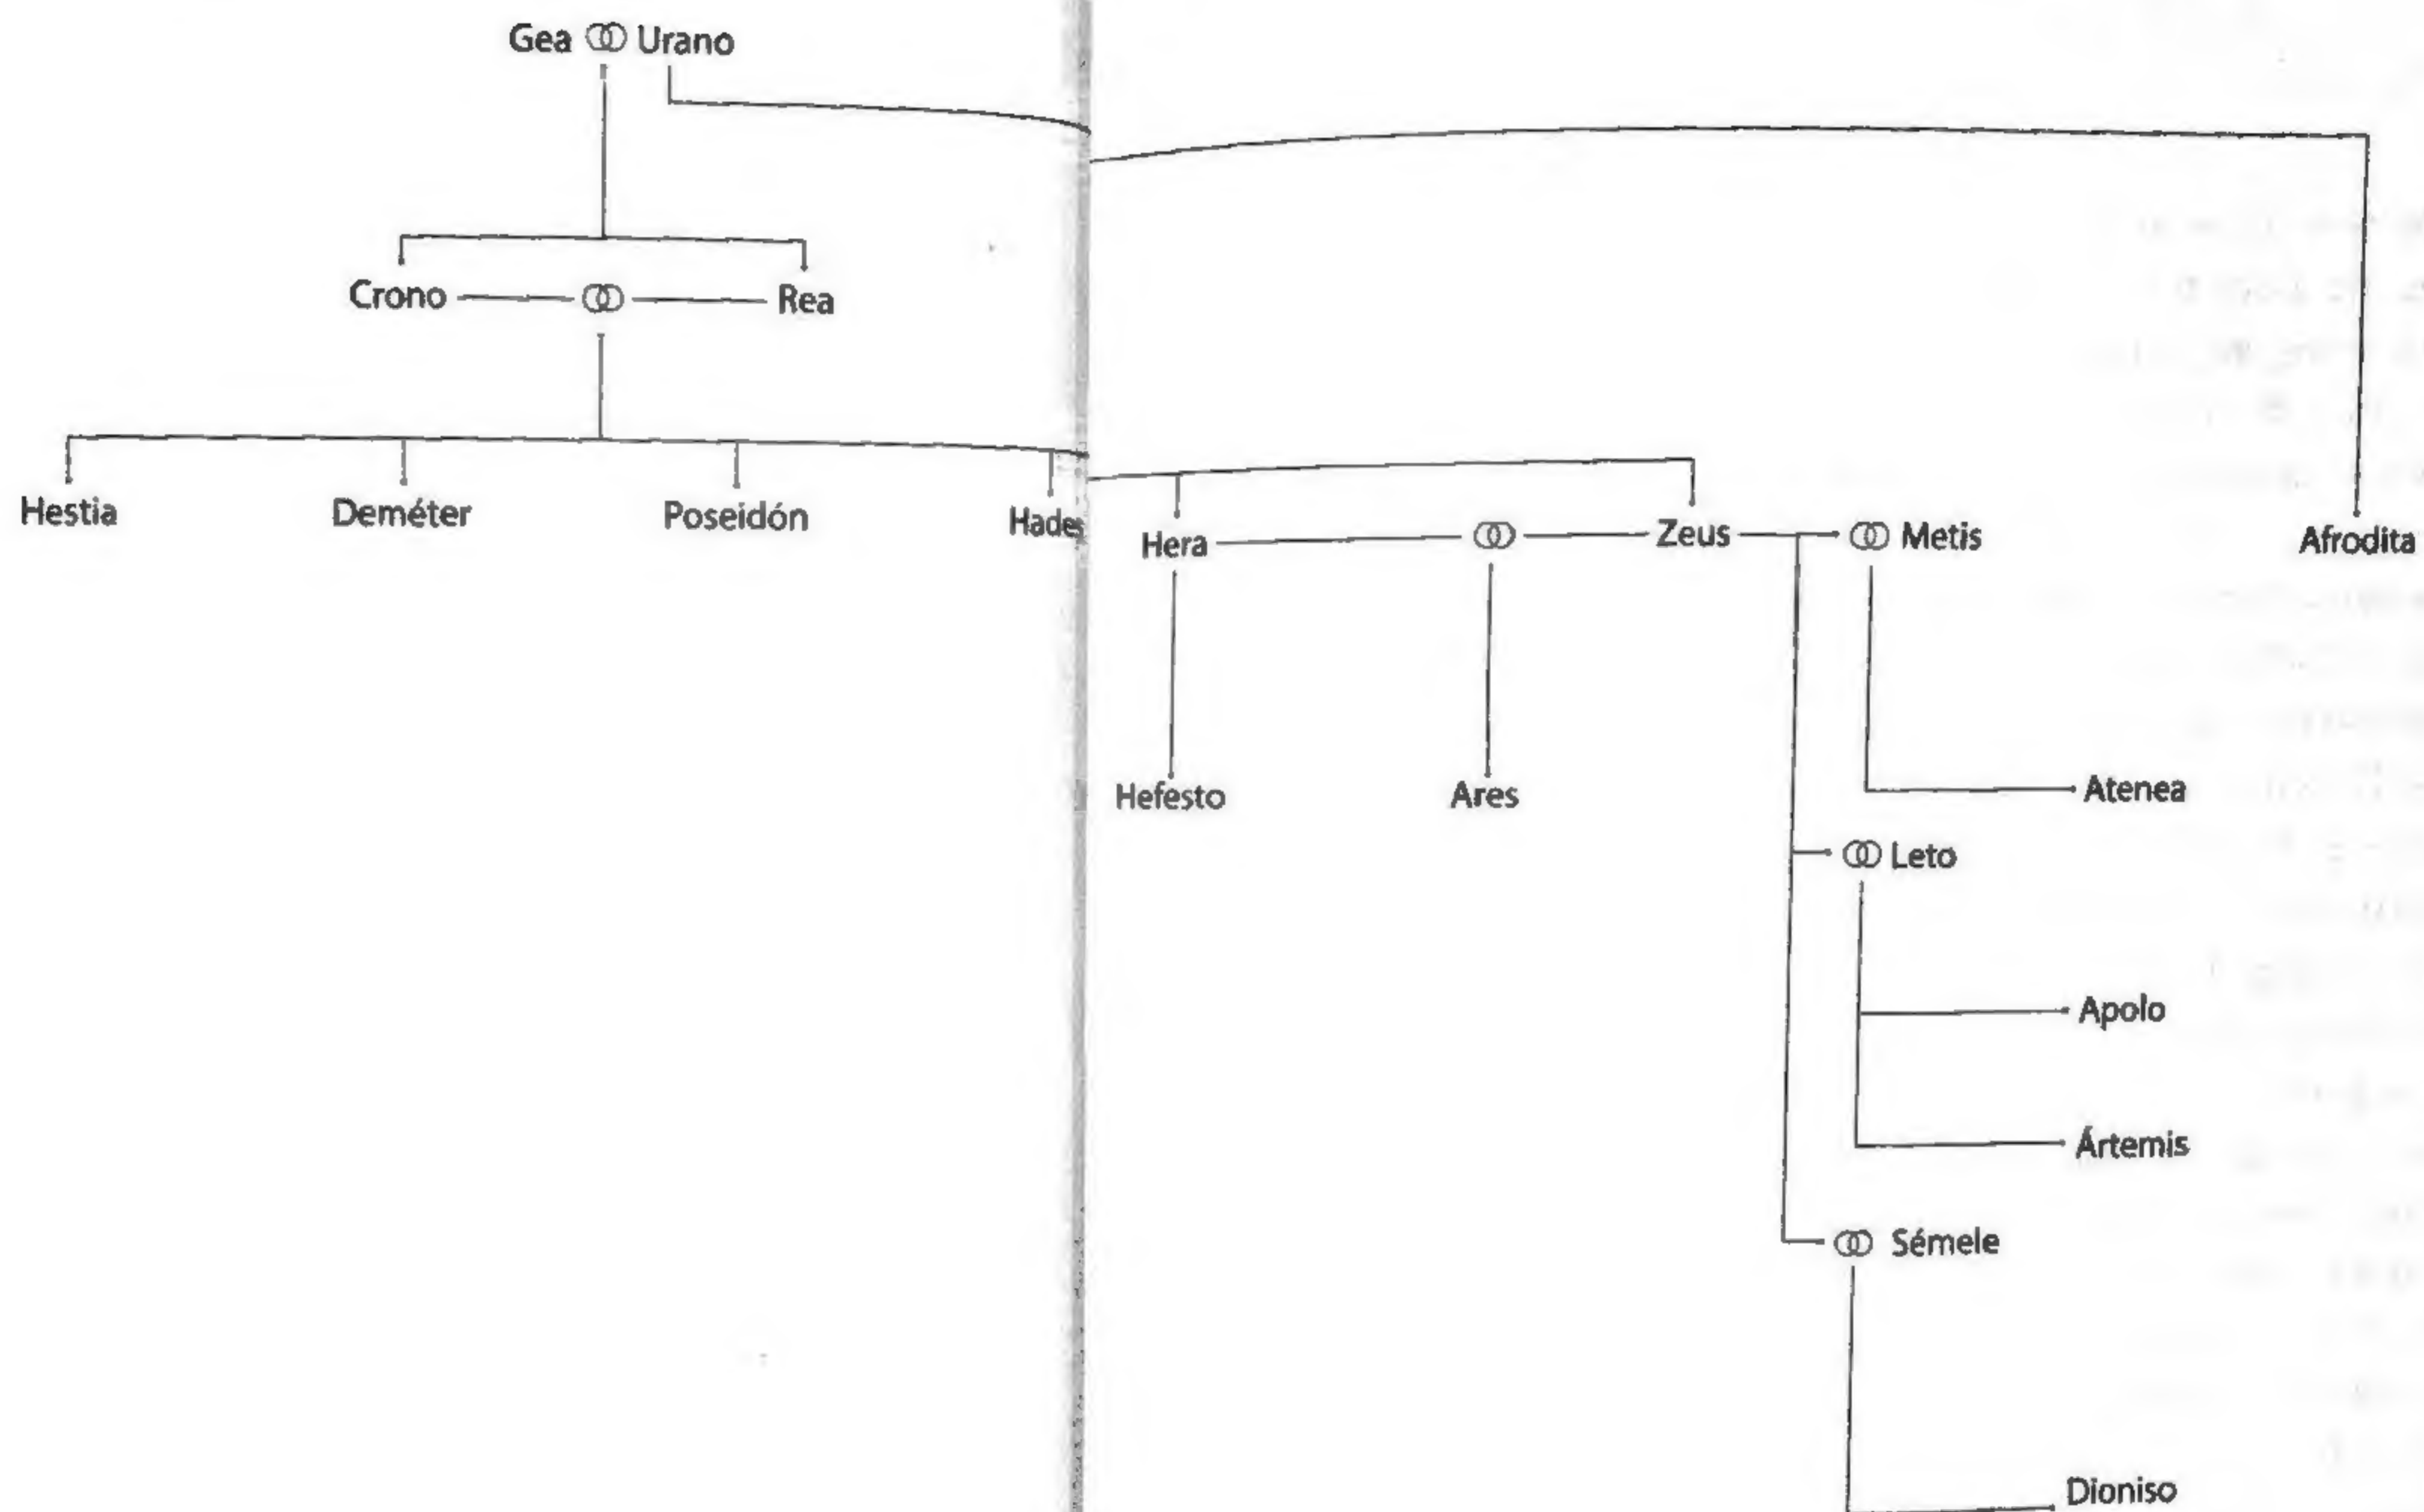 Gea Urano
Crono Rea
Hestia Deméter Poseidón Hades Hera Zeus Metis Afrodita
Hefesto Ares Atenea
Leto
Apolo
Ártemis
Sémele
Dioniso